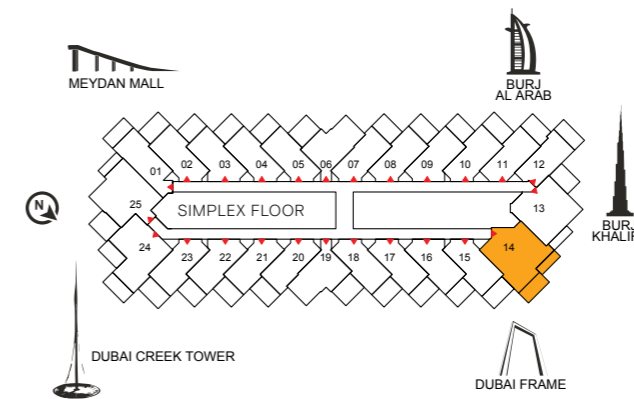 MEYDAN MALL
BURJ
AL ARAB
01 02 03 04 05 06 07 08 09 10 11 12
N
25
SIMPLEX FLOOR
13
BURJ
KHALIF
24 23 22 21 20 19 18 17 16 15 14
DUBAI CREEK TOWER
DUBAI FRAME